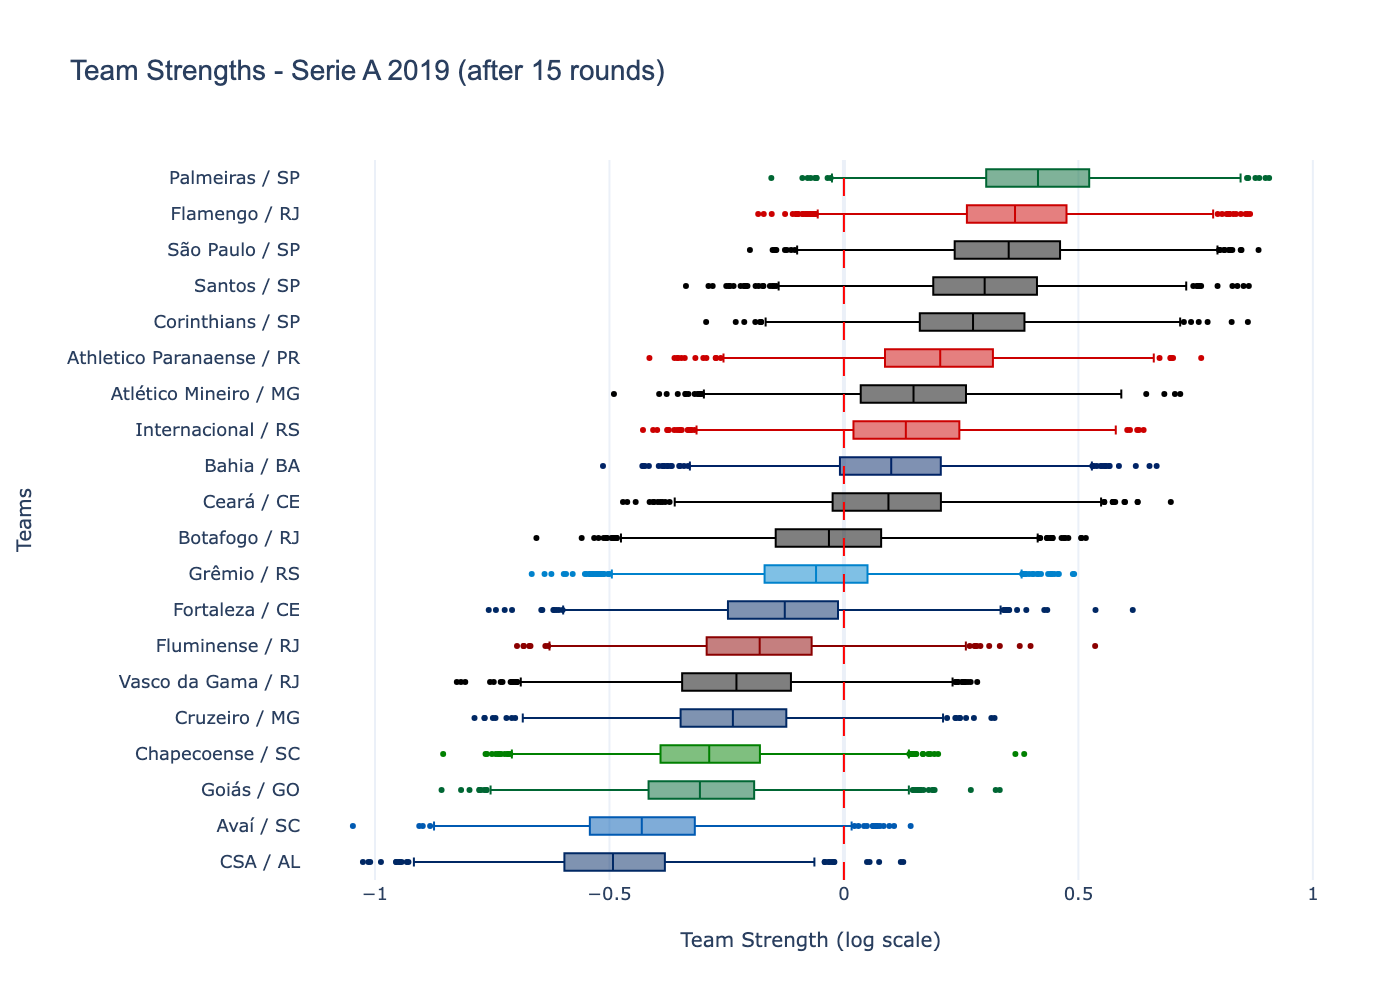 Team Strengths - Serie A 2019 (after 15 rounds)
Palmeiras / SP
Flamengo / RJ
São Paulo / SP
Santos / SP
Corinthians / SP
Athletico Paranaense / PR
Atlético Mineiro / MG
Internacional / RS
Bahia / BA
Ceará / CE
Botafogo / RJ
Grêmio / RS
Fortaleza / CE
Fluminense / RJ
Vasco da Gama / RJ
Cruzeiro / MG
Chapecoense / SC
Goiás / GO
Avaí / SC
CSA / AL
Teams
−1 −0.5 0 0.5 1
Team Strength (log scale)